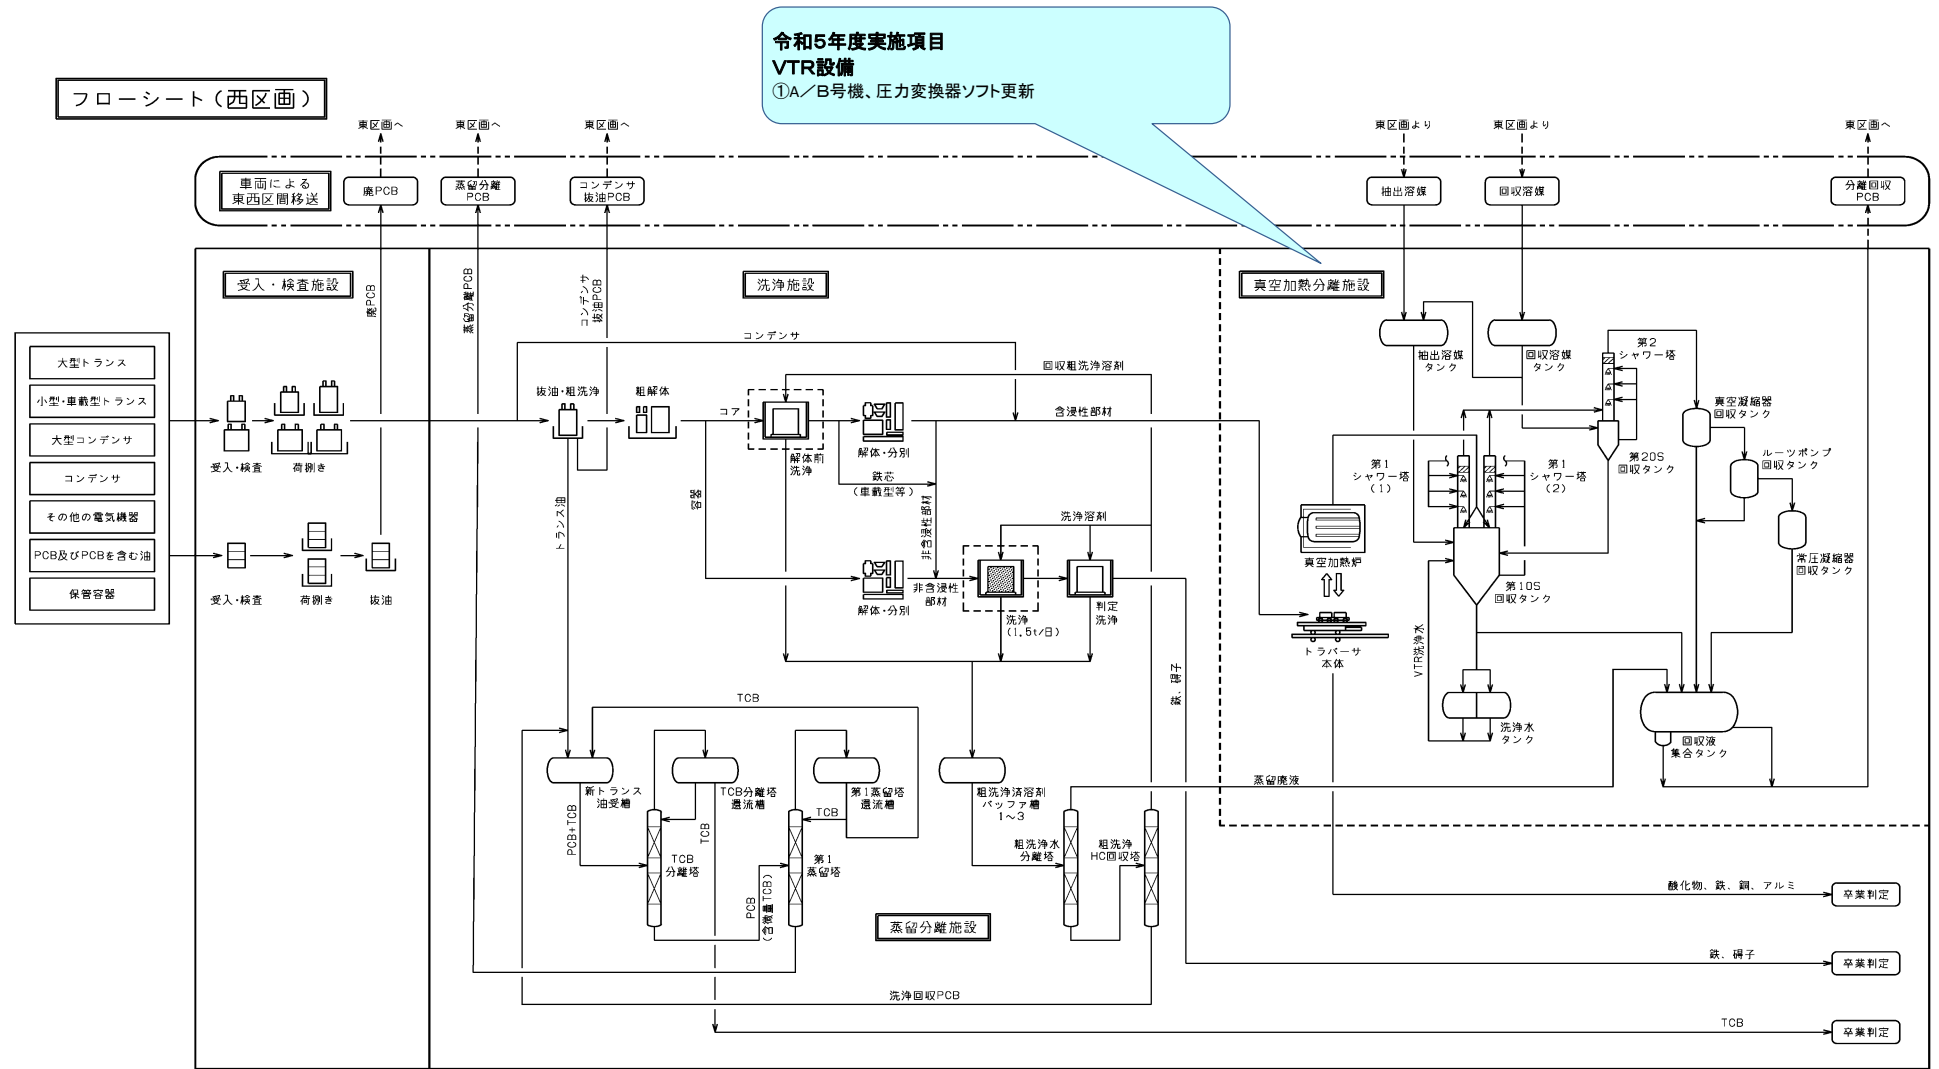 令和5年度実施項目
VTR設備
①A／B号機、圧力変換器ソフト更新
フローシート（西区画）
東区画へ
東区画へ
東区画へ
東区画より
東区画より
東区画へ
車両による
東西区間移送
廃PCB
蒸留分離
PCB
コンデンサ
抜油PCB
抽出溶媒
回収溶媒
分離回収
PCB
受入・検査施設
廃PCB
蒸留分離PCB
コンデンサ
抜油PCB
洗浄施設
真空加熱分離施設
大型トランス
小型・車載型トランス
大型コンデンサ
コンデンサ
その他の電気機器
PCB及びPCBを含む油
保管容器
受入・検査
荷捌き
受入・検査
荷捌き
抜油
コンデンサ
抜油・粗洗浄
粗解体
コア
回収粗洗浄溶剤
解体前
洗浄
解体・分別
含浸性部材
鉄芯
（車載型等）
容器
非含浸性部材
トランス油
洗浄溶剤
解体・分別
非含浸性
部材
洗浄
（1.5t/日）
判定
洗浄
鉄、碍子
抽出溶媒
タンク
回収溶媒
タンク
第2
シャワー塔
真空凝縮器
回収タンク
第1
シャワー塔
（1）
第1
シャワー塔
（2）
第2OS
回収タンク
ルーツポンプ
回収タンク
常圧凝縮器
回収タンク
真空加熱炉
第1OS
回収タンク
トラバーサ
本体
VTR洗浄水
洗浄水
タンク
回収液
集合タンク
TCB
新トランス
油受槽
TCB分離塔
還流槽
第1蒸留塔
還流槽
粗洗浄済溶剤
バッファ槽
1～3
蒸留廃液
PCB+TCB
TCB
TCB
TCB
分離塔
第1
蒸留塔
PCB
（含微量TCB）
粗洗浄水
分離塔
粗洗浄
HC回収塔
蒸留分離施設
酸化物、鉄、銅、アルミ
卒業判定
鉄、碍子
卒業判定
洗浄回収PCB
TCB
卒業判定